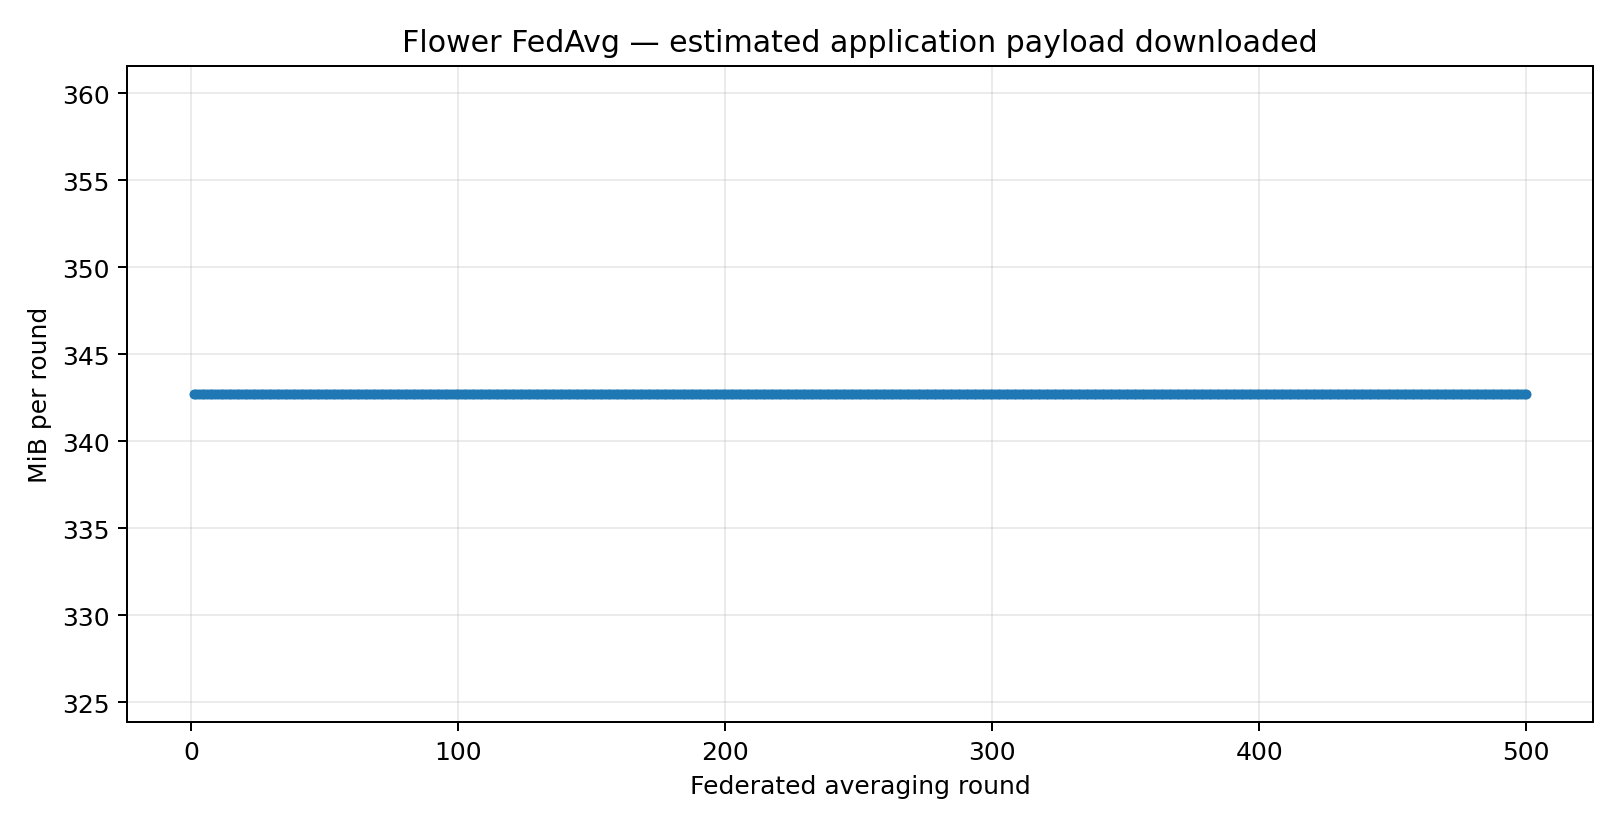 Flower FedAvg — estimated application payload downloaded
360
355
350
345
340
335
330
325
MiB per round
0 100 200 300 400 500
Federated averaging round